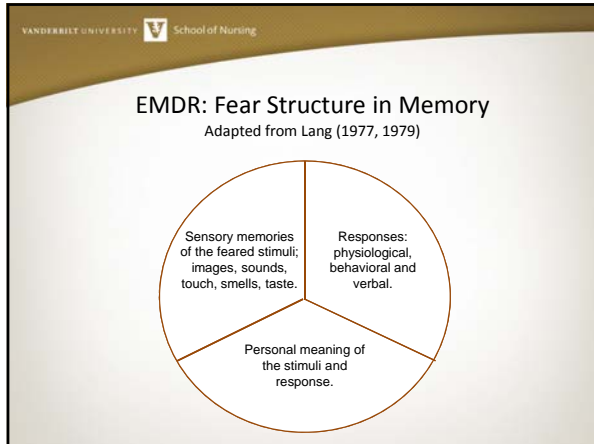 VANDERBILT UNIVERSITY V School of Nursing
EMDR: Fear Structure in Memory
Adapted from Lang (1977, 1979)
Sensory memories
of the feared stimuli;
images, sounds,
touch, smells, taste.
Responses:
physiological,
behavioral and
verbal.
Personal meaning of
the stimuli and
response.